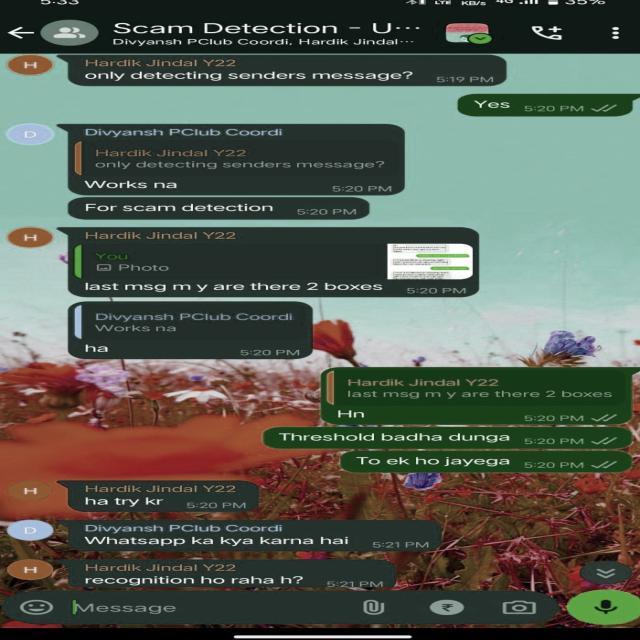 5:33
LTE KB/s 4G 35%
Scam Detection - U...
Divyansh PClub Coordi, Hardik Jindal...
Hardik Jindal Y22
only detecting senders message?
5:19 PM
Yes 5:20 PM
Divyansh PClub Coordi
Hardik Jindal Y22
only detecting senders message?
Works na
5:20 PM
For scam detection 5:20 PM
Hardik Jindal Y22
You
Photo
last msg m y are there 2 boxes
5:20 PM
Divyansh PClub Coordi
Works na
ha
5:20 PM
Hardik Jindal Y22
last msg m y are there 2 boxes
Hn
5:20 PM
Threshold badha dunga 5:20 PM
To ek ho jayega 5:20 PM
Hardik Jindal Y22
ha try kr
5:20 PM
Divyansh PClub Coordi
Whatsapp ka kya karna hai
5:21 PM
Hardik Jindal Y22
recognition ho raha h?
5:21 PM
Message